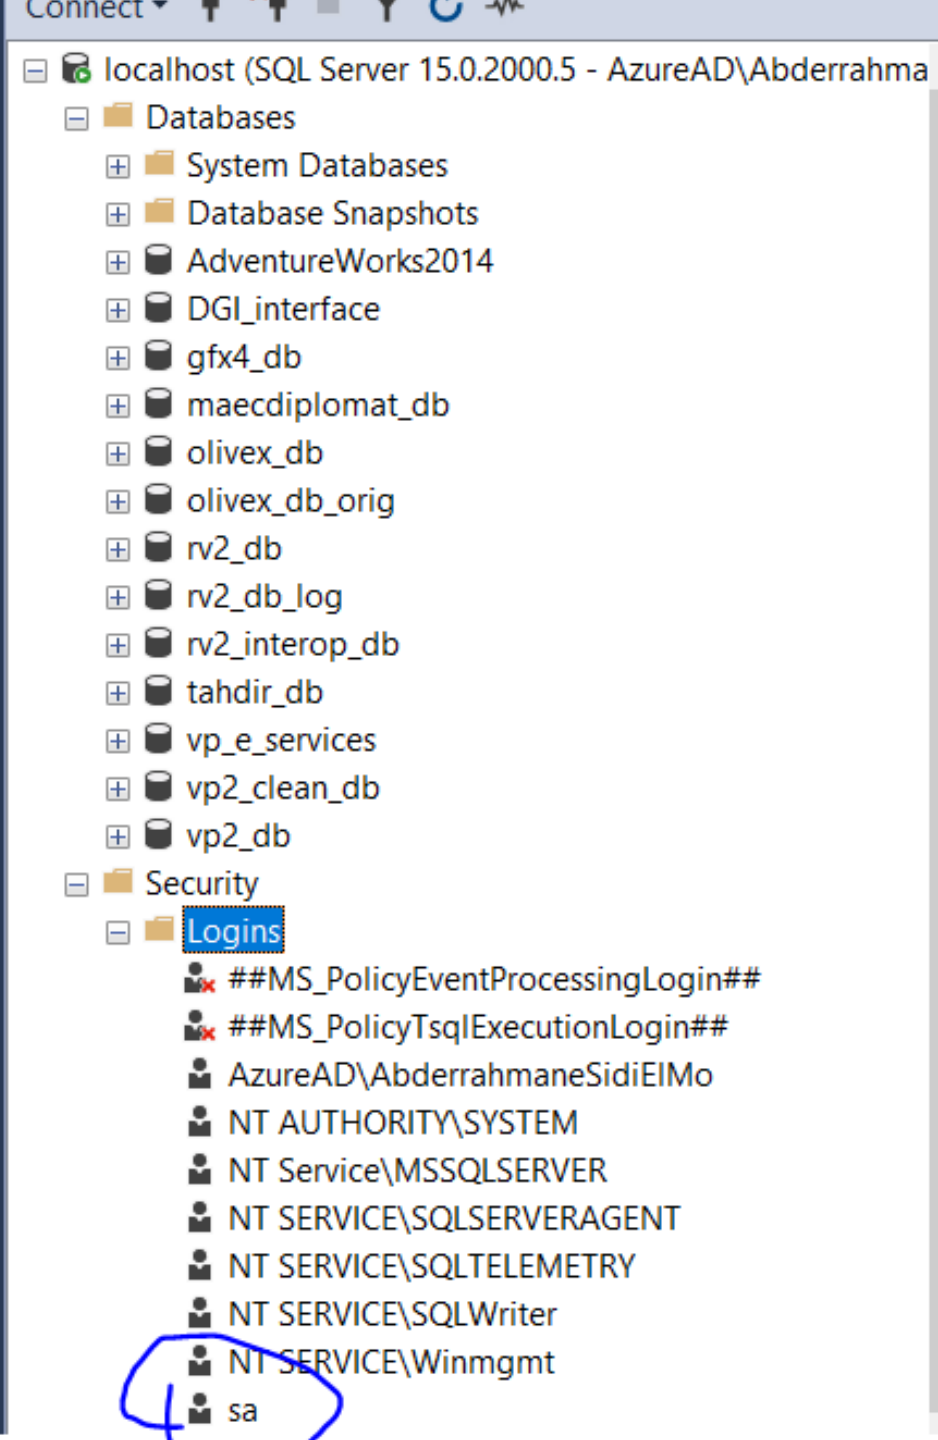 Connect
localhost (SQL Server 15.0.2000.5 - AzureAD\Abderrahma
Databases
System Databases
Database Snapshots
AdventureWorks2014
DGI_interface
gfx4_db
maecdiplomat_db
olivex_db
olivex_db_orig
rv2_db
rv2_db_log
rv2_interop_db
tahdir_db
vp_e_services
vp2_clean_db
vp2_db
Security
Logins
##MS_PolicyEventProcessingLogin##
##MS_PolicyTsqlExecutionLogin##
AzureAD\AbderrahmaneSidiElMo
NT AUTHORITY\SYSTEM
NT Service\MSSQLSERVER
NT SERVICE\SQLSERVERAGENT
NT SERVICE\SQLTELEMETRY
NT SERVICE\SQLWriter
NT SERVICE\Winmgmt
sa